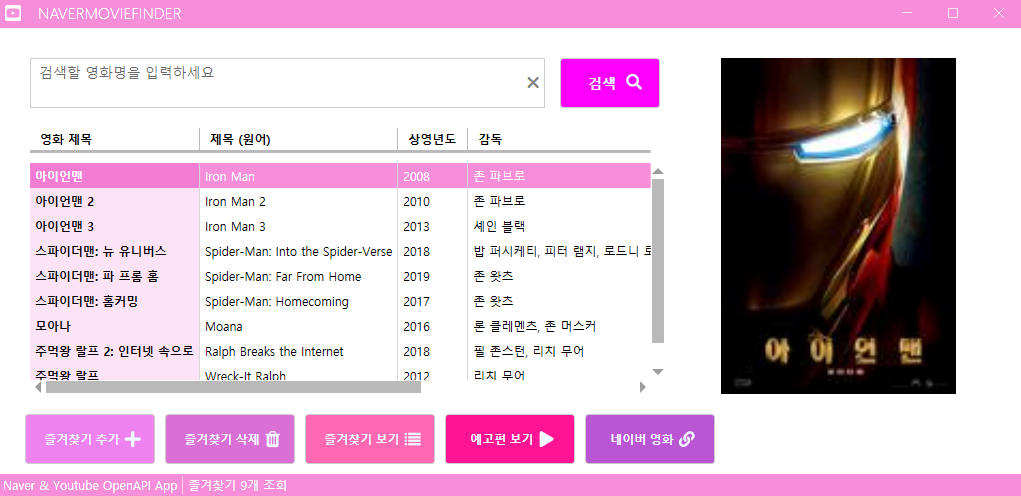 NAVERMOVIEFINDER
검색할 영화명을 입력하세요
검색
영화 제목 제목 (원어) 상영년도 감독
아이언맨 Iron Man 2008 존 파브로
아이언맨 2 Iron Man 2 2010 존 파브로
아이언맨 3 Iron Man 3 2013 셰인 블랙
스파이더맨: 뉴 유니버스 Spider-Man: Into the Spider-Verse 2018 밥 퍼시케티, 피터 램지, 로드니 로
스파이더맨: 파 프롬 홈 Spider-Man: Far From Home 2019 존 왓츠
스파이더맨: 홈커밍 Spider-Man: Homecoming 2017 존 왓츠
모아나 Moana 2016 론 클레멘츠, 존 머스커
주먹왕 랄프 2: 인터넷 속으로 Ralph Breaks the Internet 2018 필 존스턴, 리치 무어
주먹왕 랄프 Wreck-It Ralph 2012 리치 무어
아이언맨
즐겨찾기 추가 즐겨찾기 삭제 즐겨찾기 보기 예고편 보기 네이버 영화
Naver & Youtube OpenAPI App 즐겨찾기 9개 조회